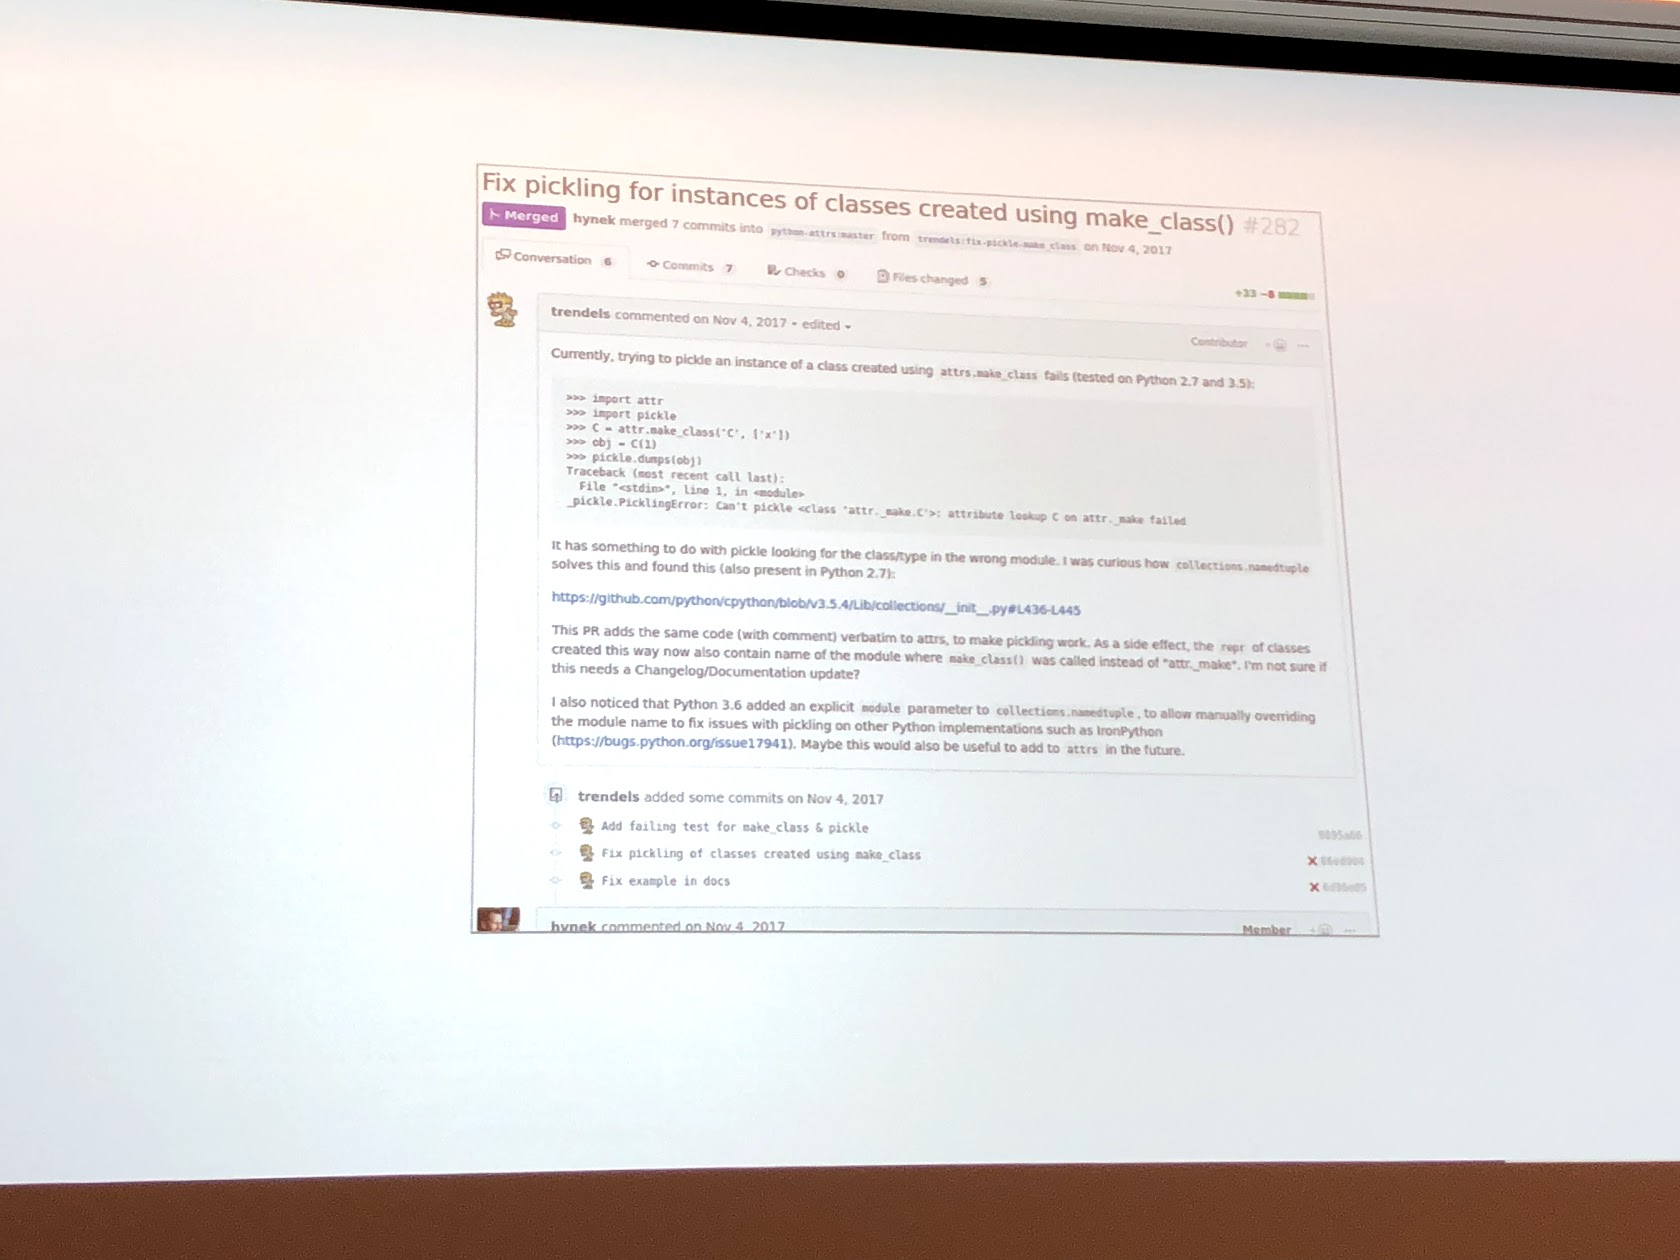 Fix pickling for instances of classes created using make_class() #282
Merged hynek merged 7 commits into python-attrs:master from trendels:fix-pickle-make_class on Nov 4, 2017
Conversation 6 Commits 7 Checks 0 Files changed 5
+33 −8
trendels commented on Nov 4, 2017 • edited
Contributor
Currently, trying to pickle an instance of a class created using attrs.make_class fails (tested on Python 2.7 and 3.5):
>>> import attr
>>> import pickle
>>> C = attr.make_class('C', ['x'])
>>> obj = C(1)
>>> pickle.dumps(obj)
Traceback (most recent call last):
File "<stdin>", line 1, in <module>
_pickle.PicklingError: Can't pickle <class 'attr._make.C'>: attribute lookup C on attr._make failed
It has something to do with pickle looking for the class/type in the wrong module. I was curious how collections.namedtuple
solves this and found this (also present in Python 2.7):
https://github.com/python/cpython/blob/v3.5.4/Lib/collections/__init__.py#L436-L445
This PR adds the same code (with comment) verbatim to attrs, to make pickling work. As a side effect, the repr of classes
created this way now also contain name of the module where make_class() was called instead of "attr._make". I'm not sure if
this needs a Changelog/Documentation update?
I also noticed that Python 3.6 added an explicit module parameter to collections.namedtuple, to allow manually overriding
the module name to fix issues with pickling on other Python implementations such as IronPython
(https://bugs.python.org/issue17941). Maybe this would also be useful to add to attrs in the future.
trendels added some commits on Nov 4, 2017
Add failing test for make_class & pickle
Fix pickling of classes created using make_class
Fix example in docs
hynek commented on Nov 4, 2017
Member